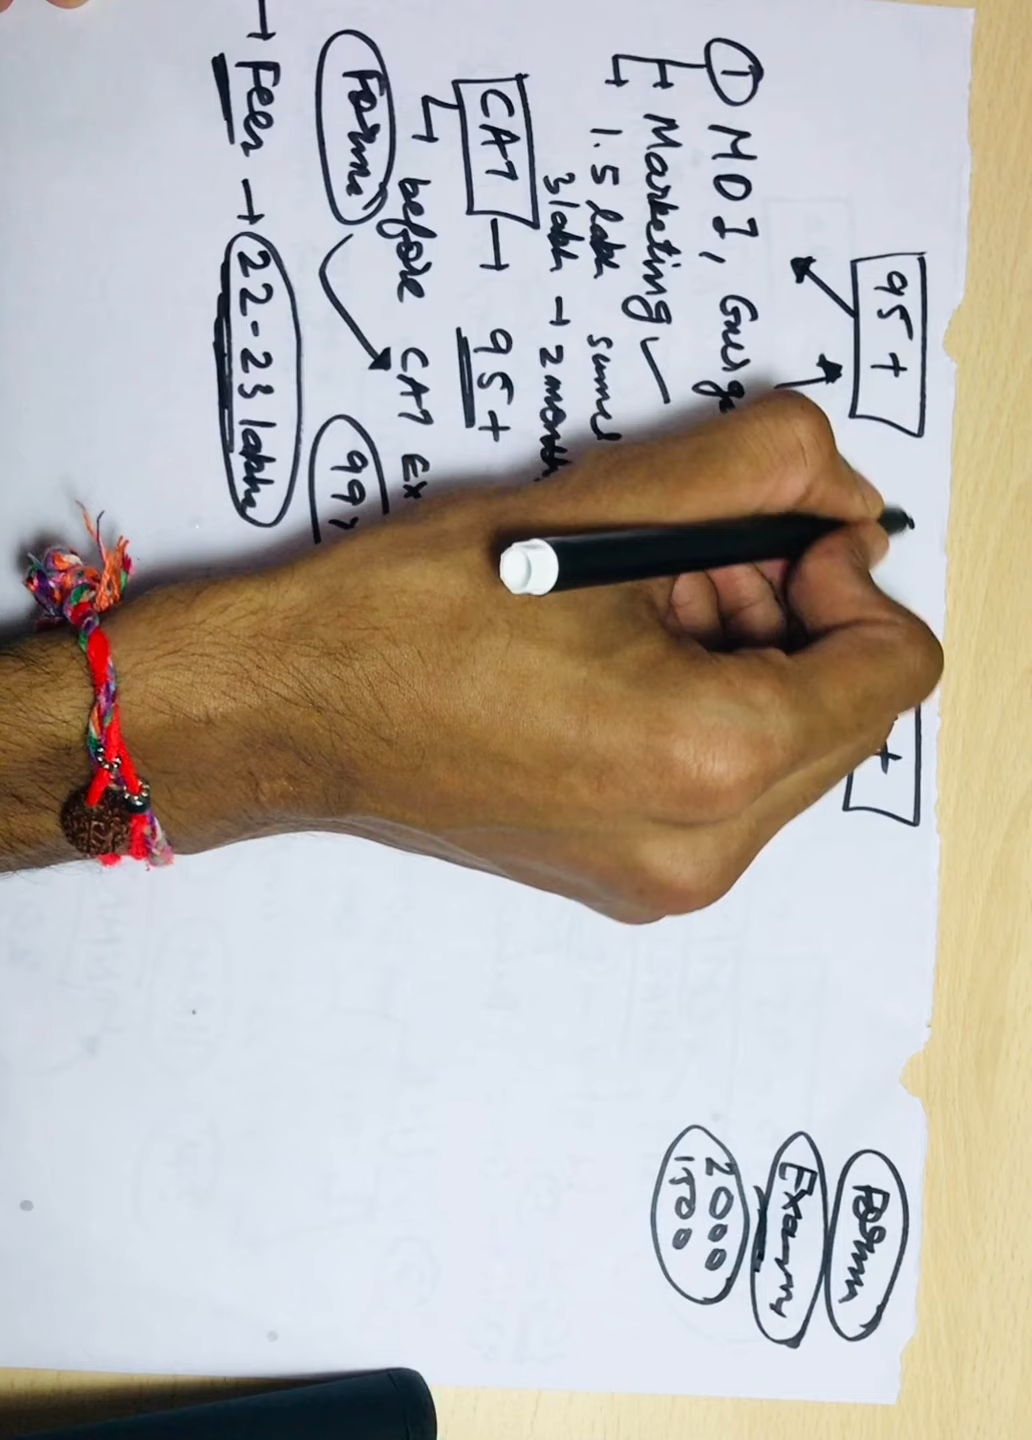 95+
+
① MDI, Gurg
→ Marketing ✓
→ 1.5 lakh summ
3 lakh → 2 month
CAT → 95+
→ before CAT Ex
Forms
99%
→ Fees → 22-23 lakhs
Forms
Exams
2000
1500